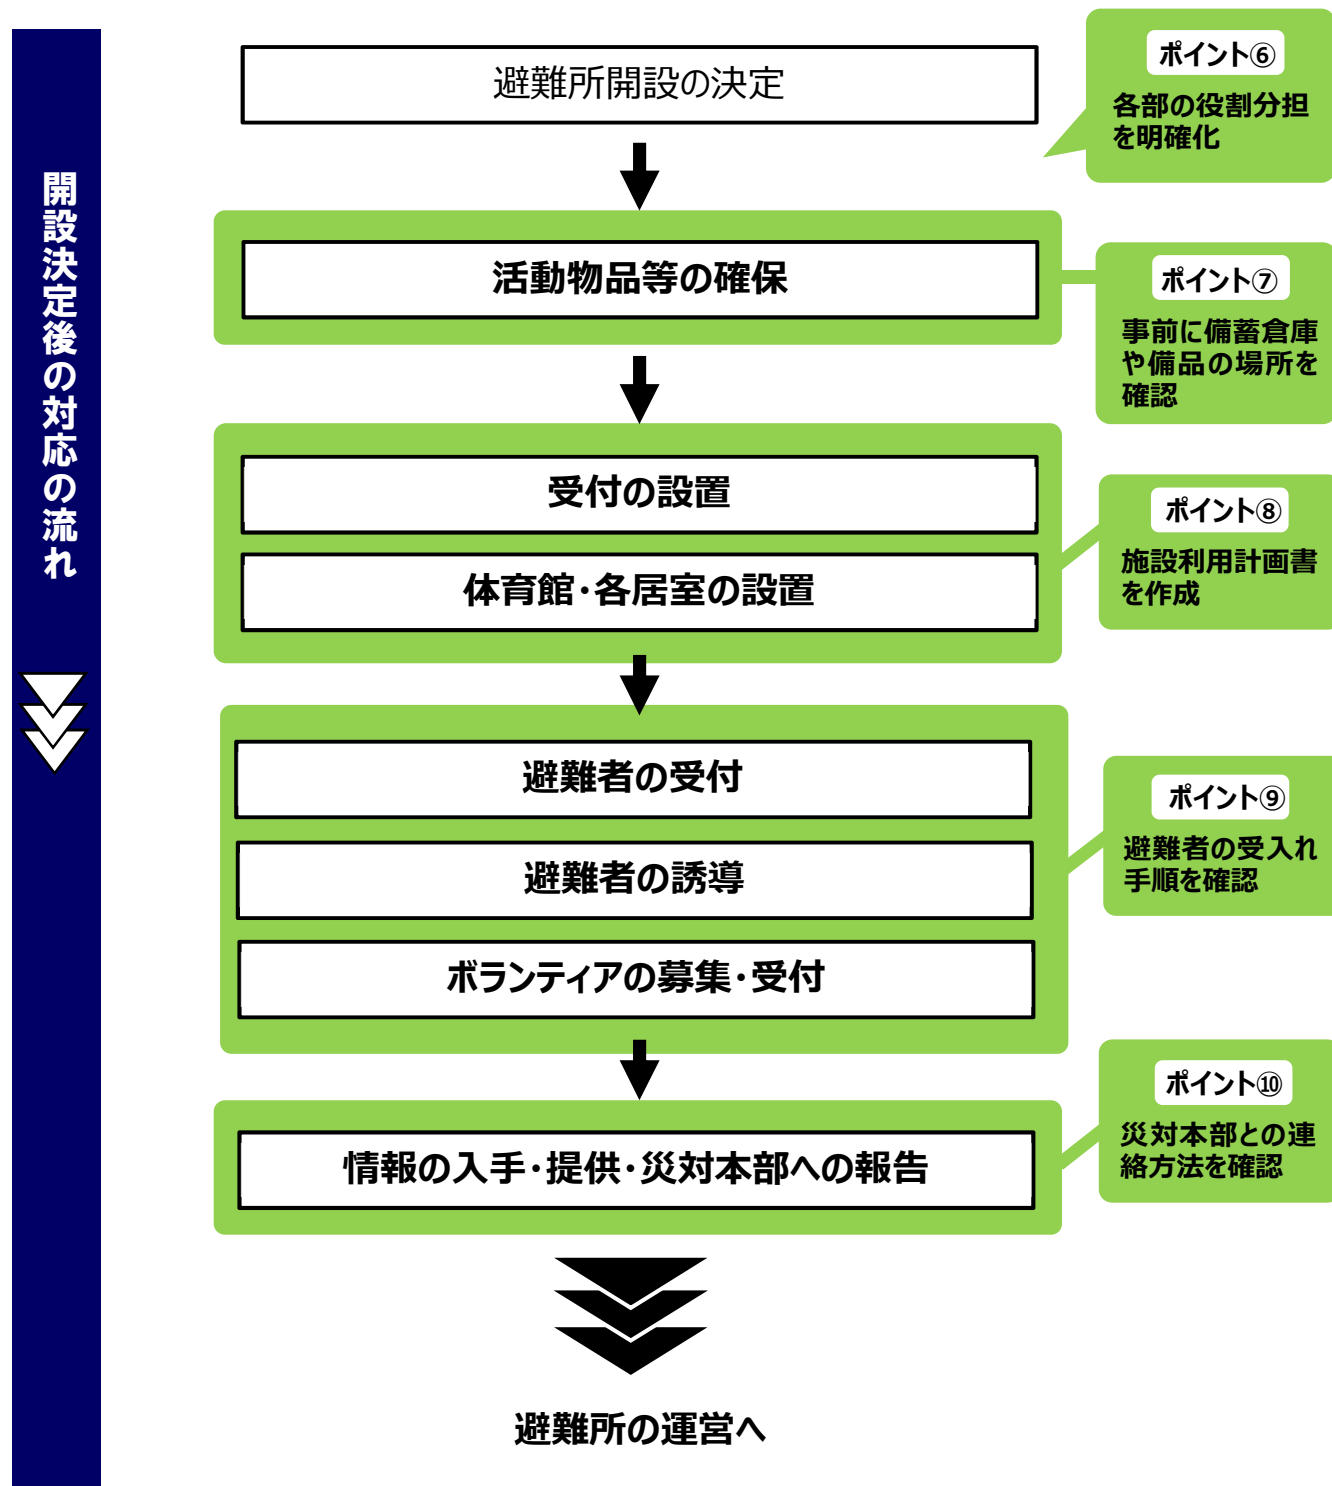 開設決定後の対応の流れ
避難所開設の決定
ポイント⑥
各部の役割分担
を明確化
活動物品等の確保
ポイント⑦
事前に備蓄倉庫
や備品の場所を
確認
受付の設置
体育館・各居室の設置
ポイント⑧
施設利用計画書
を作成
避難者の受付
避難者の誘導
ボランティアの募集・受付
ポイント⑨
避難者の受入れ
手順を確認
情報の入手・提供・災対本部への報告
ポイント⑩
災対本部との連
絡方法を確認
避難所の運営へ